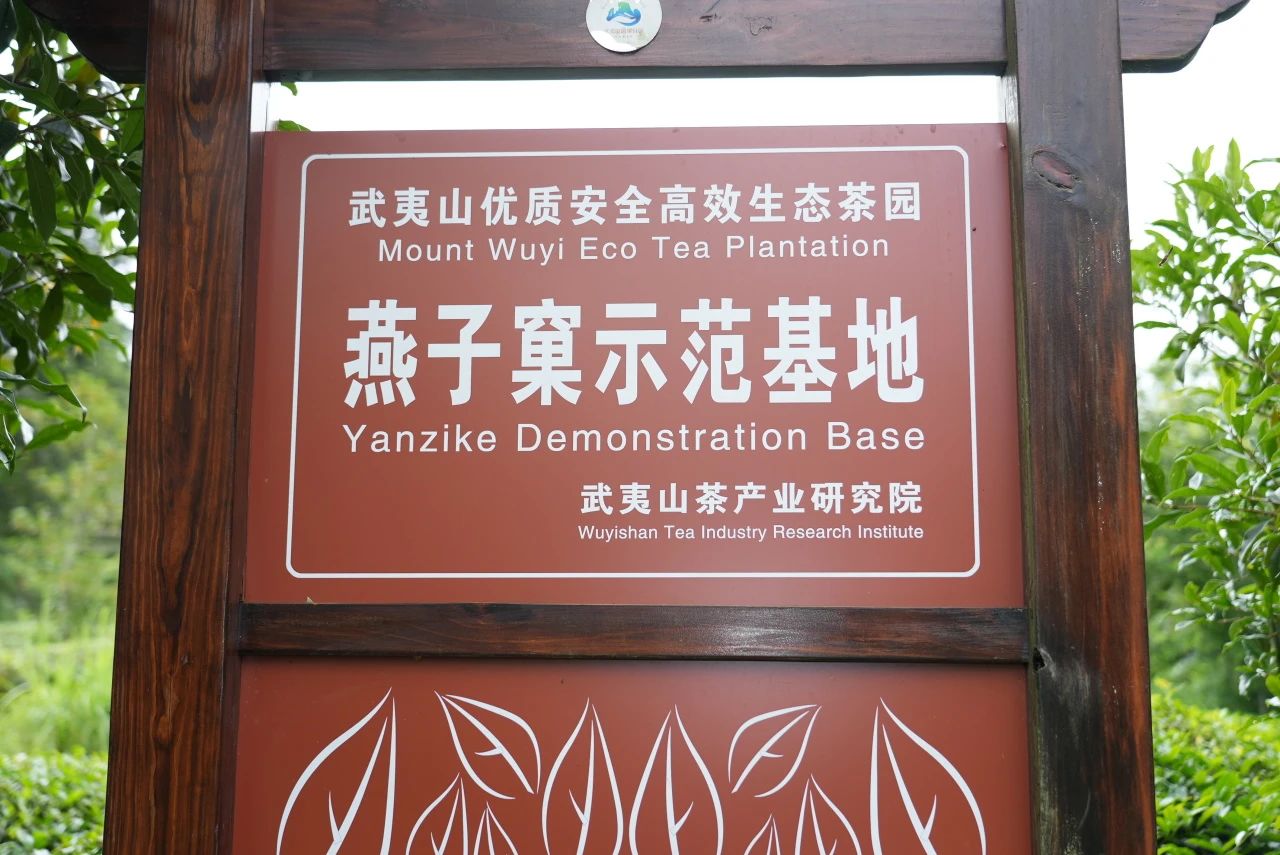 武夷山优质安全高效生态茶园
Mount Wuyi Eco Tea Plantation
燕子窠示范基地
Yanzike Demonstration Base
武夷山茶产业研究院
Wuyishan Tea Industry Research Institute